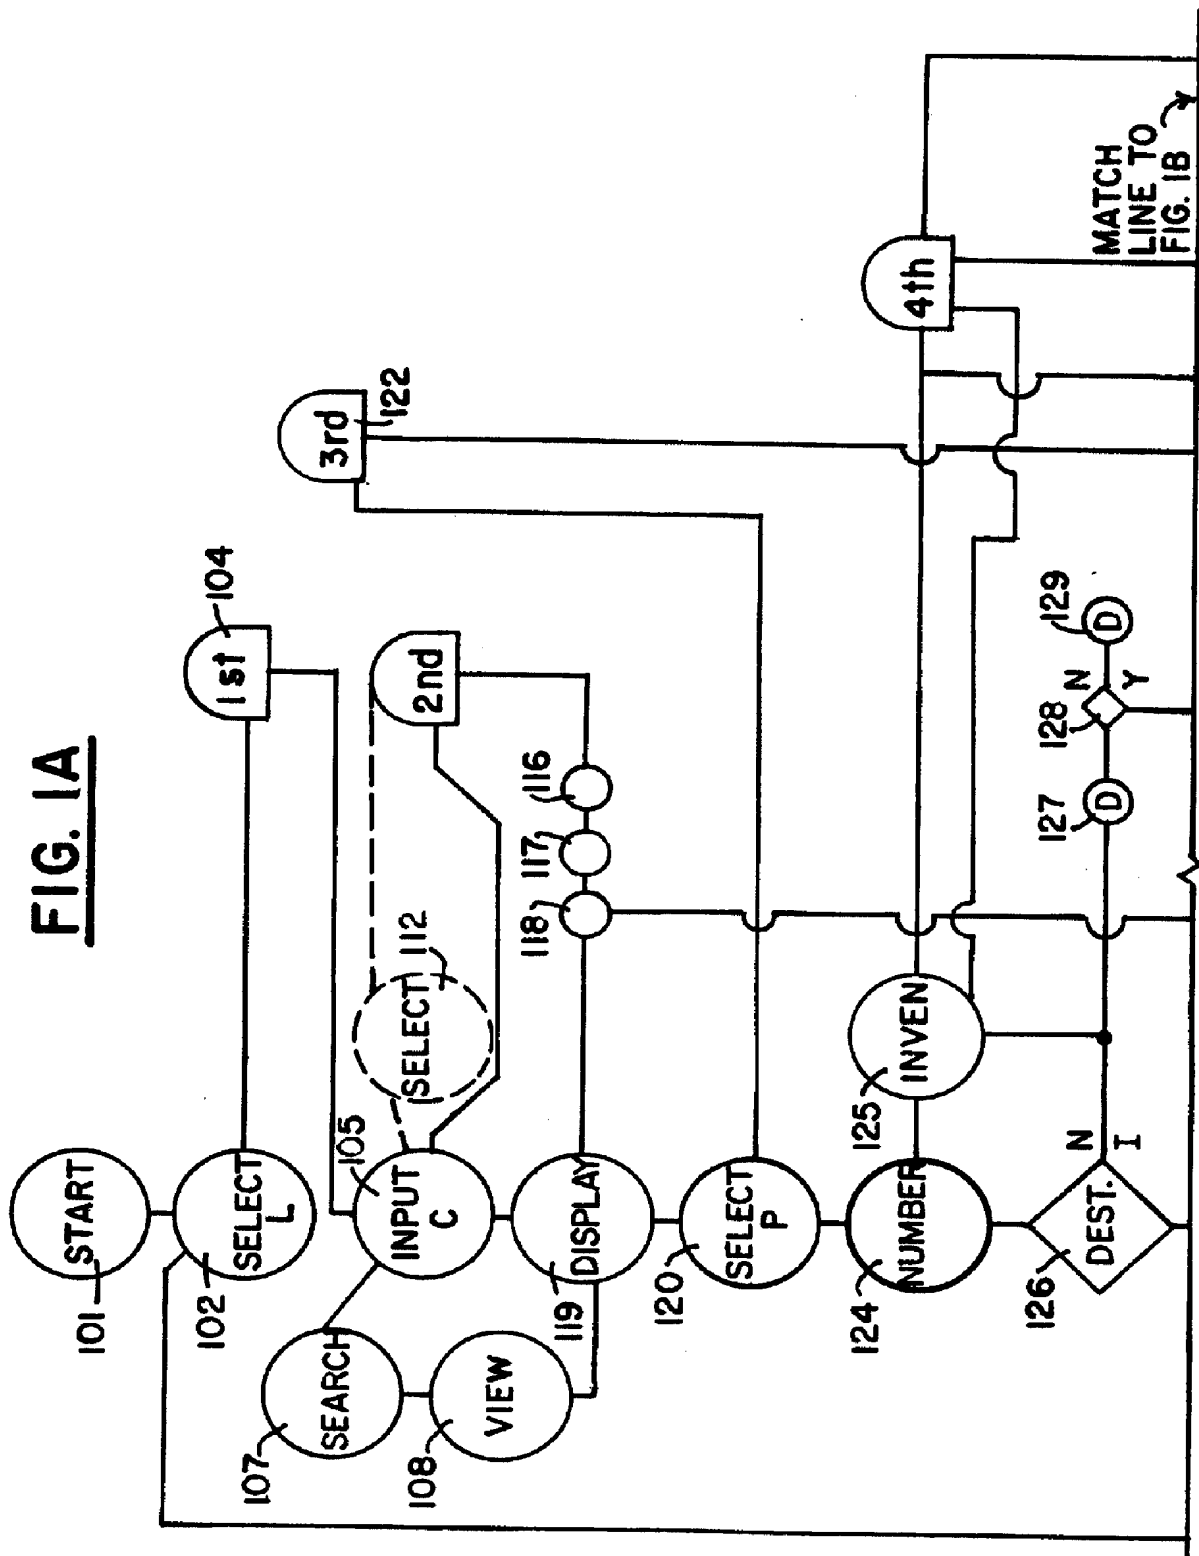 FIG. 1A
START
101
SELECT
L
102
1st
104
INPUT
C
105
SEARCH
107
VIEW
108
SELECT
112
2nd
116
117
118
DISPLAY
119
SELECT
P
120
3rd
122
NUMBER
124
INVEN
125
4th
DEST.
126
N
I
D
127
128
N
Y
D
129
MATCH
LINE TO
FIG. 1B